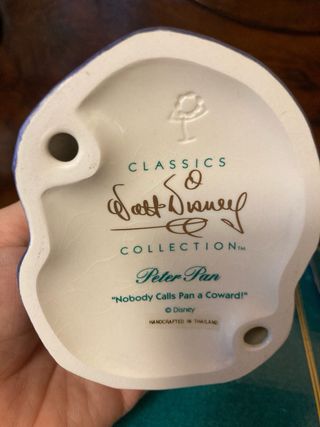 CLASSICS
Walt Disney
COLLECTION™
Peter Pan
"Nobody Calls Pan a Coward!"
© Disney
HANDCRAFTED IN THAILAND